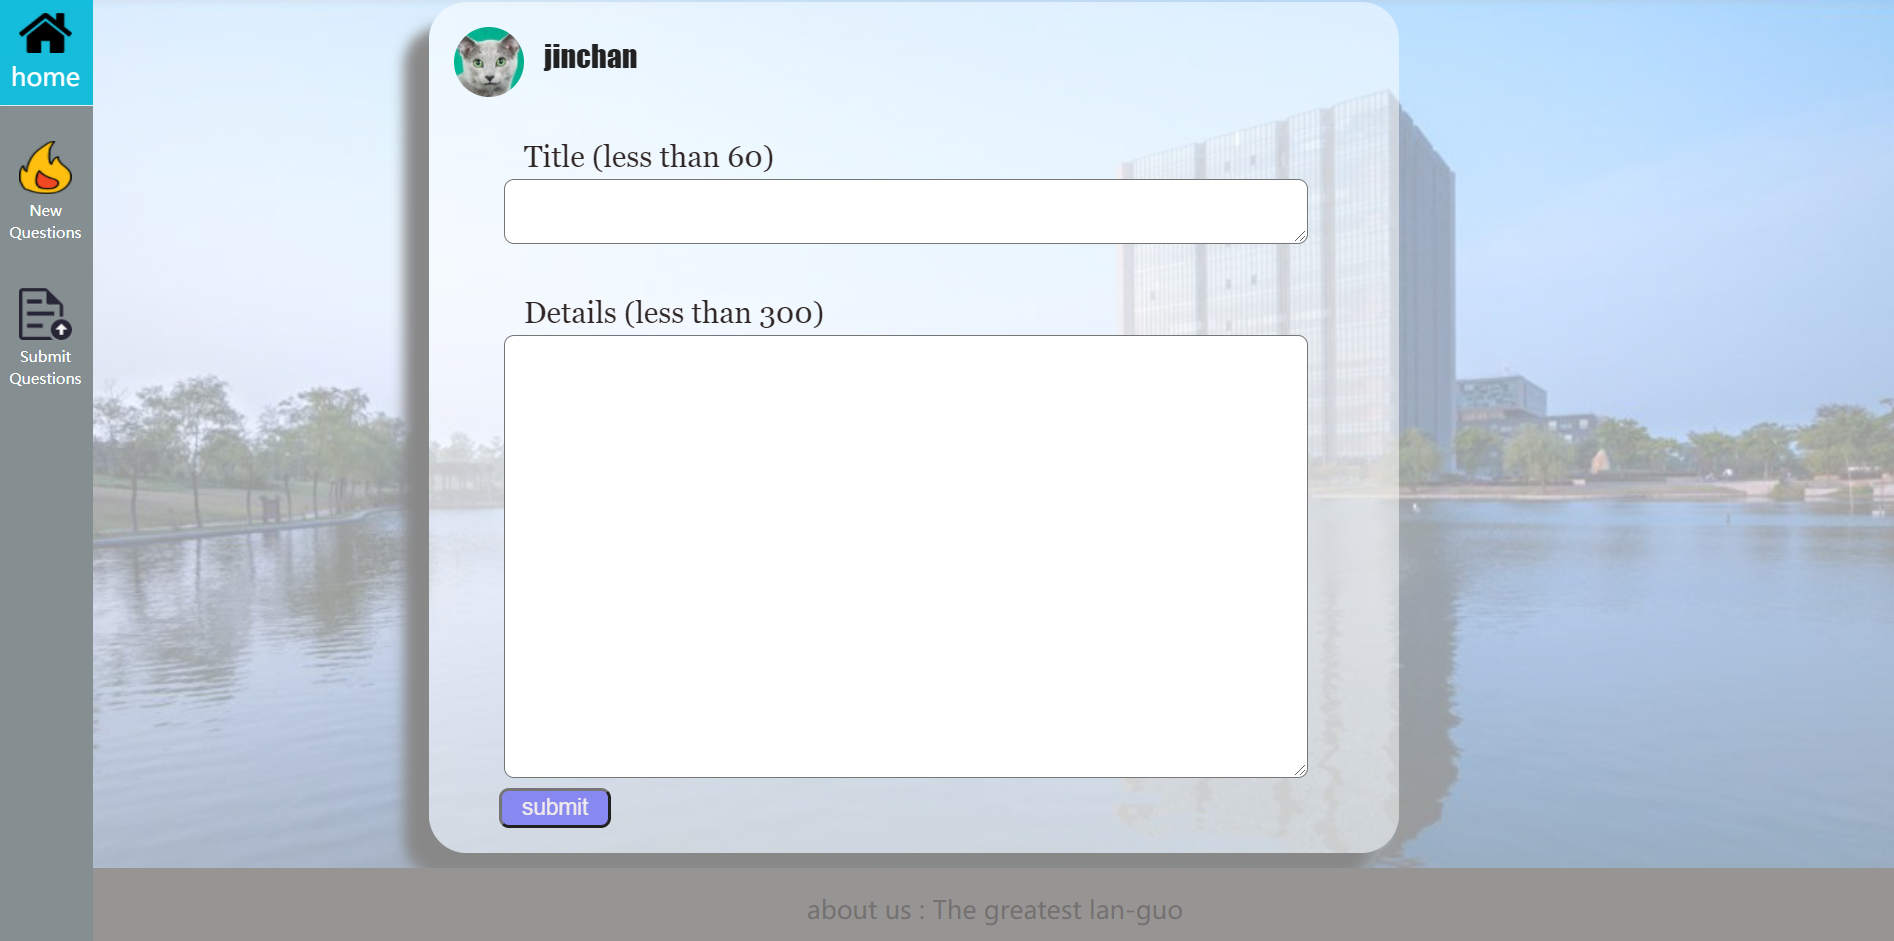 home
New
Questions
Submit
Questions
jinchan
Title (less than 60)
Details (less than 300)
submit
about us : The greatest lan-guo